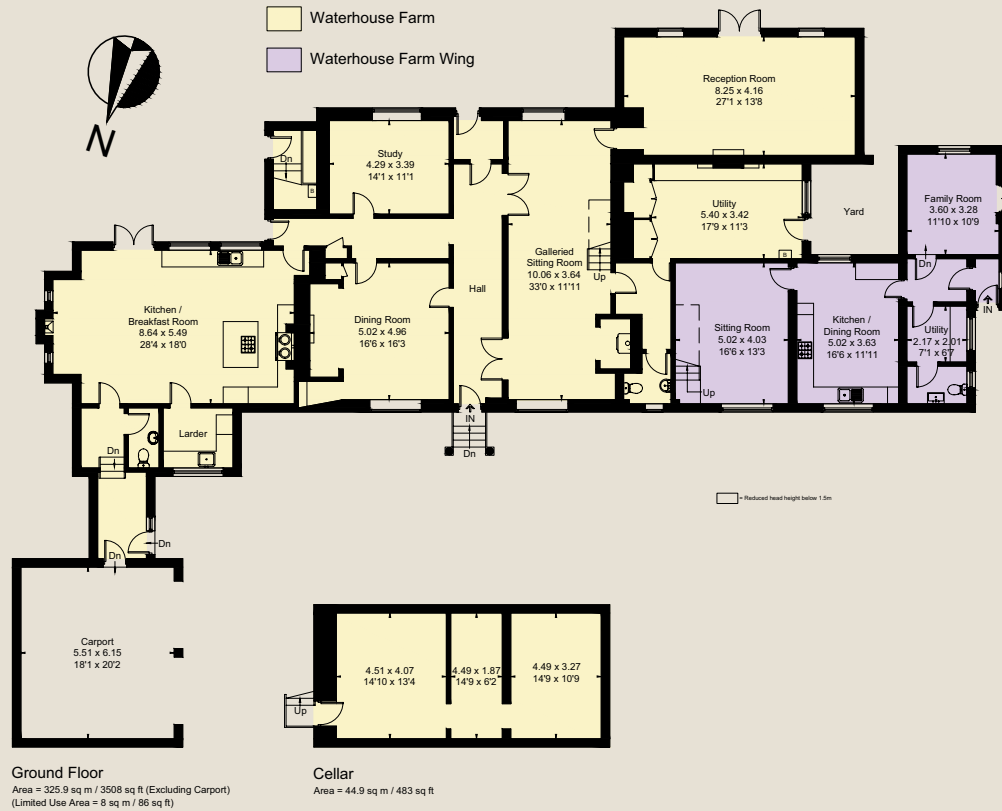 Waterhouse Farm
Waterhouse Farm Wing
N
Reception Room
8.25 x 4.16
27'1 x 13'8
Dn
B
Study
4.29 x 3.39
14'1 x 11'1
Utility
5.40 x 3.42
17'9 x 11'3
B
Yard
Family Room
3.60 x 3.28
11'10 x 10'9
Dn
IN
Galleried
Sitting Room
10.06 x 3.64
33'0 x 11'11
Up
Hall
Kitchen /
Breakfast Room
8.64 x 5.49
28'4 x 18'0
Dining Room
5.02 x 4.96
16'6 x 16'3
Sitting Room
5.02 x 4.03
16'6 x 13'3
Up
Kitchen /
Dining Room
5.02 x 3.63
16'6 x 11'11
Utility
2.17 x 2.01
7'1 x 6'7
IN
Dn
Larder
Dn
Dn
Dn
= Reduced head height below 1.5m
Carport
5.51 x 6.15
18'1 x 20'2
4.51 x 4.07
14'10 x 13'4
4.49 x 1.87
14'9 x 6'2
4.49 x 3.27
14'9 x 10'9
Up
Ground Floor
Area = 325.9 sq m / 3508 sq ft (Excluding Carport)
(Limited Use Area = 8 sq m / 86 sq ft)
Cellar
Area = 44.9 sq m / 483 sq ft